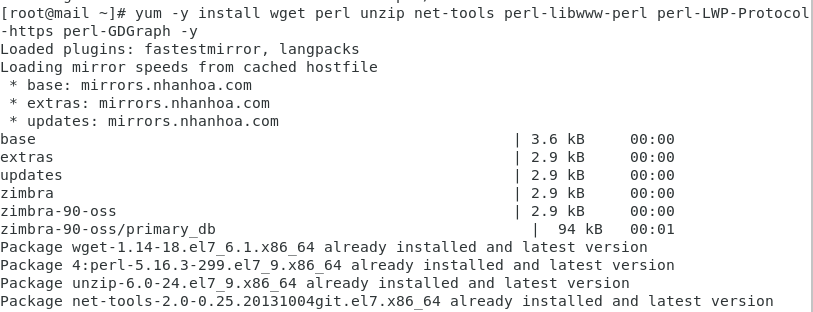 [root@mail ~]# yum -y install wget perl unzip net-tools perl-libwww-perl perl-LWP-Protocol
-https perl-GDGraph -y
Loaded plugins: fastestmirror, langpacks
Loading mirror speeds from cached hostfile
 * base: mirrors.nhanhoa.com
 * extras: mirrors.nhanhoa.com
 * updates: mirrors.nhanhoa.com
base | 3.6 kB 00:00
extras | 2.9 kB 00:00
updates | 2.9 kB 00:00
zimbra | 2.9 kB 00:00
zimbra-90-oss | 2.9 kB 00:00
zimbra-90-oss/primary_db | 94 kB 00:01
Package wget-1.14-18.el7_6.1.x86_64 already installed and latest version
Package 4:perl-5.16.3-299.el7_9.x86_64 already installed and latest version
Package unzip-6.0-24.el7_9.x86_64 already installed and latest version
Package net-tools-2.0-0.25.20131004git.el7.x86_64 already installed and latest version